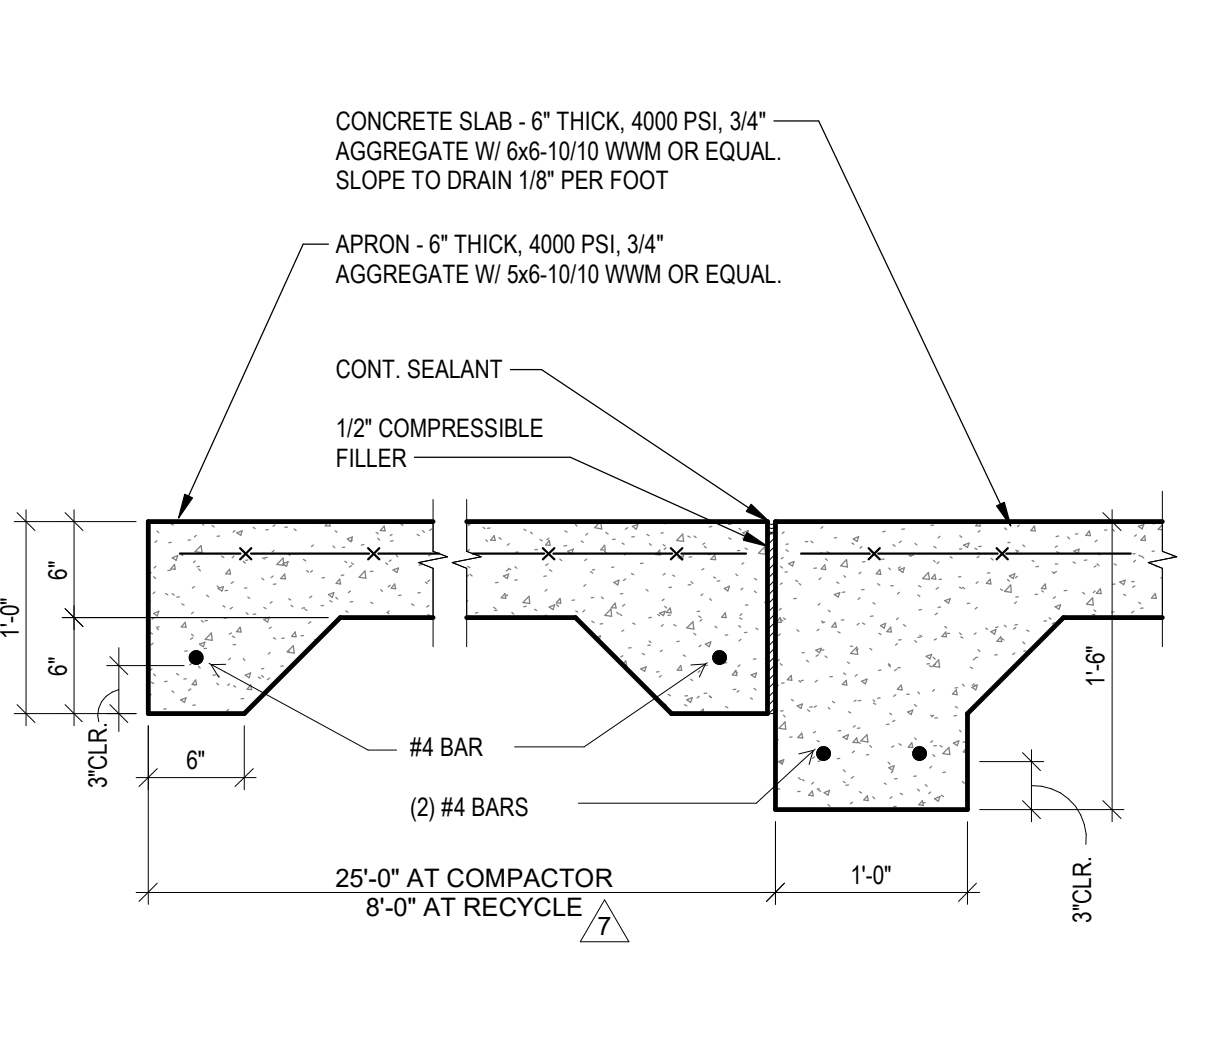 CONCRETE SLAB - 6" THICK, 4000 PSI, 3/4"
AGGREGATE W/ 6x6-10/10 WWM OR EQUAL.
SLOPE TO DRAIN 1/8" PER FOOT
APRON - 6" THICK, 4000 PSI, 3/4"
AGGREGATE W/ 5x6-10/10 WWM OR EQUAL.
CONT. SEALANT
1/2" COMPRESSIBLE
FILLER
6"
1'-0"
6"
1'-6"
3"CLR.
6"
#4 BAR
(2) #4 BARS
25'-0" AT COMPACTOR
8'-0" AT RECYCLE
7
1'-0"
3"CLR.